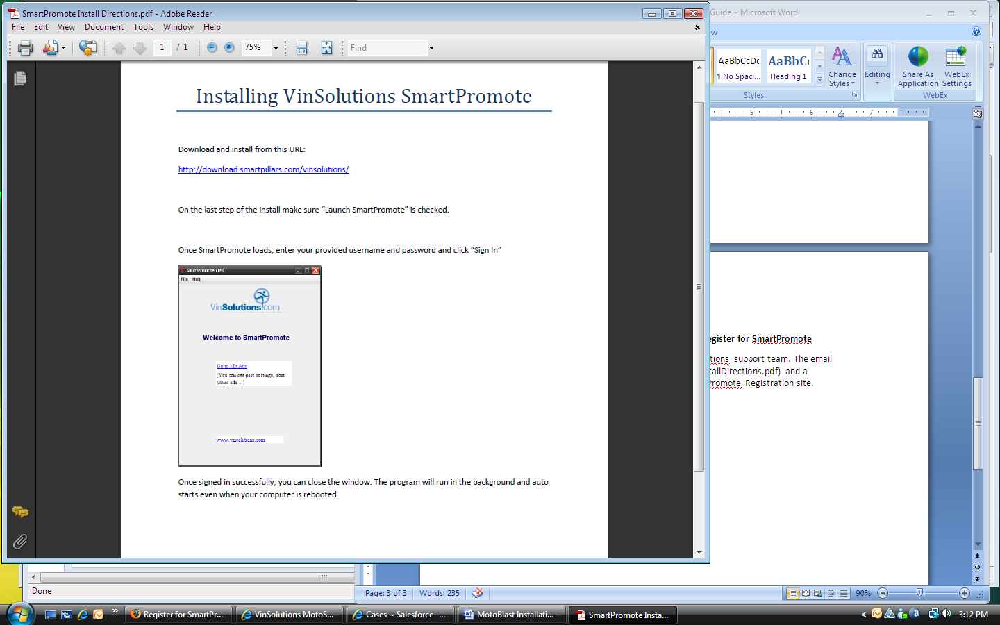 SmartPromote Install Directions.pdf - Adobe Reader
File Edit View Document Tools Window Help
1 / 1 75% Find
Installing VinSolutions SmartPromote
Download and install from this URL:
http://download.smartpillars.com/vinsolutions/
On the last step of the install make sure “Launch SmartPromote” is checked.
Once SmartPromote loads, enter your provided username and password and click “Sign In”
SmartPromote (TM)
File Help
VinSolutions.com
Welcome to SmartPromote
Go to My Ads
(You can see past postings, post
yours ads ...)
www.vinsolutions.com
Once signed in successfully, you can close the window. The program will run in the background and auto
starts even when your computer is rebooted.
Guide - Microsoft Word
ew
AaBbCcDc AaBbC
¶ No Spaci... Heading 1
Change
Styles
Editing
Share As
Application
WebEx
Settings
Styles WebEx
5 6 7
gister for SmartPromote
tions support team. The email
tallDirections.pdf) and a
Promote Registration site.
Done
Page: 3 of 3 Words: 235 90%
Register for SmartPr... VinSolutions MotoS... Cases ~ Salesforce -... MotoBlast Installati... SmartPromote Insta... 3:12 PM